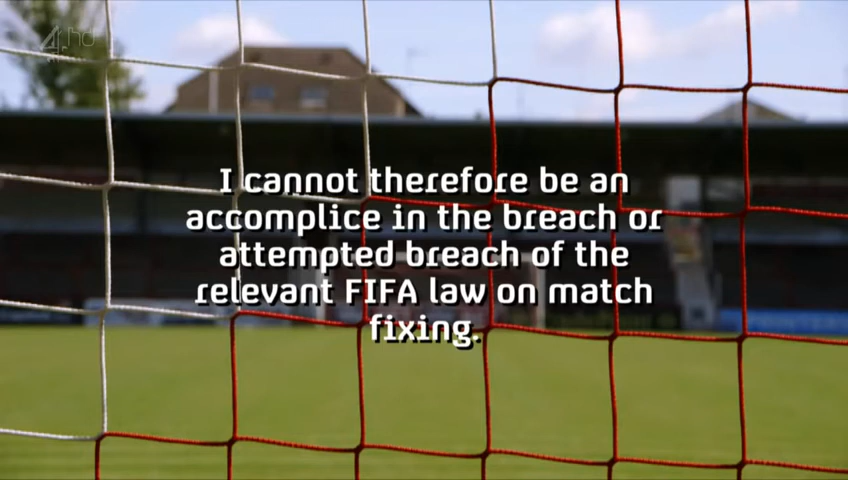 4hd
I cannot therefore be an
accomplice in the breach or
attempted breach of the
relevant FIFA law on match
fixing.